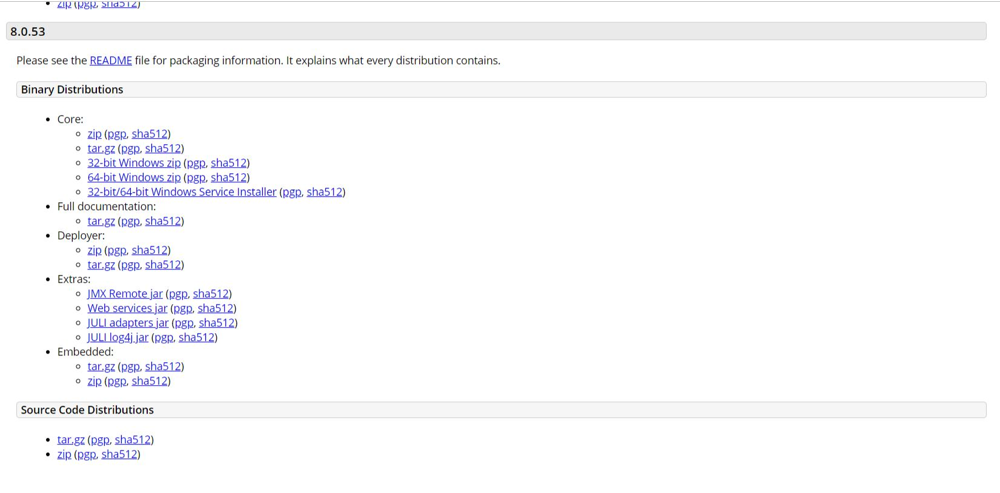 zip (pgp, sha512)
8.0.53
Please see the README file for packaging information. It explains what every distribution contains.
Binary Distributions
Core:
zip (pgp, sha512)
tar.gz (pgp, sha512)
32-bit Windows zip (pgp, sha512)
64-bit Windows zip (pgp, sha512)
32-bit/64-bit Windows Service Installer (pgp, sha512)
Full documentation:
tar.gz (pgp, sha512)
Deployer:
zip (pgp, sha512)
tar.gz (pgp, sha512)
Extras:
JMX Remote jar (pgp, sha512)
Web services jar (pgp, sha512)
JULI adapters jar (pgp, sha512)
JULI log4j jar (pgp, sha512)
Embedded:
tar.gz (pgp, sha512)
zip (pgp, sha512)
Source Code Distributions
tar.gz (pgp, sha512)
zip (pgp, sha512)